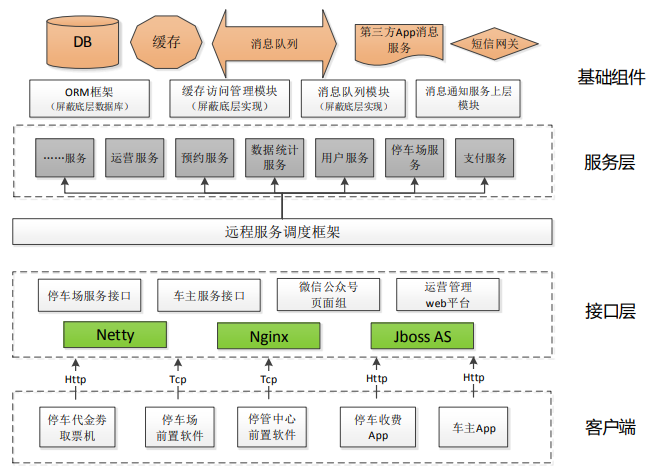 DB
缓存
消息队列
第三方App消息
服务
短信网关
基础组件
ORM框架
（屏蔽底层数据库）
缓存访问管理模块
（屏蔽底层实现）
消息队列模块
（屏蔽底层实现）
消息通知服务上层
模块
……服务
运营服务
预约服务
数据统计
服务
用户服务
停车场服
务
支付服务
服务层
远程服务调度框架
停车场服务接口
车主服务接口
微信公众号
页面组
运营管理
web平台
接口层
Netty
Nginx
Jboss AS
Http
Tcp
Tcp
Http
Http
停车代金券
取票机
停车场
前置软件
停管中心
前置软件
停车收费
App
车主App
客户端